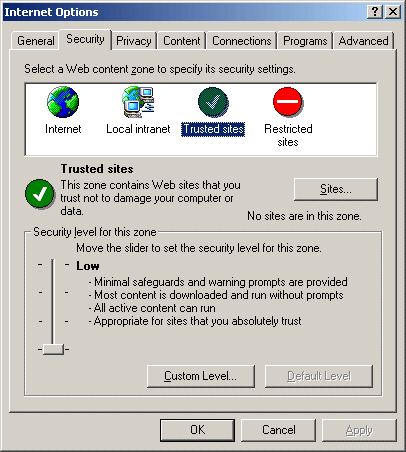 Internet Options
General Security Privacy Content Connections Programs Advanced
Select a Web content zone to specify its security settings.
Internet Local intranet Trusted sites Restricted
sites
Trusted sites
This zone contains Web sites that you
trust not to damage your computer or
data.
Sites...
No sites are in this zone.
Security level for this zone
Move the slider to set the security level for this zone.
Low
- Minimal safeguards and warning prompts are provided
- Most content is downloaded and run without prompts
- All active content can run
- Appropriate for sites that you absolutely trust
Custom Level... Default Level
OK Cancel Apply